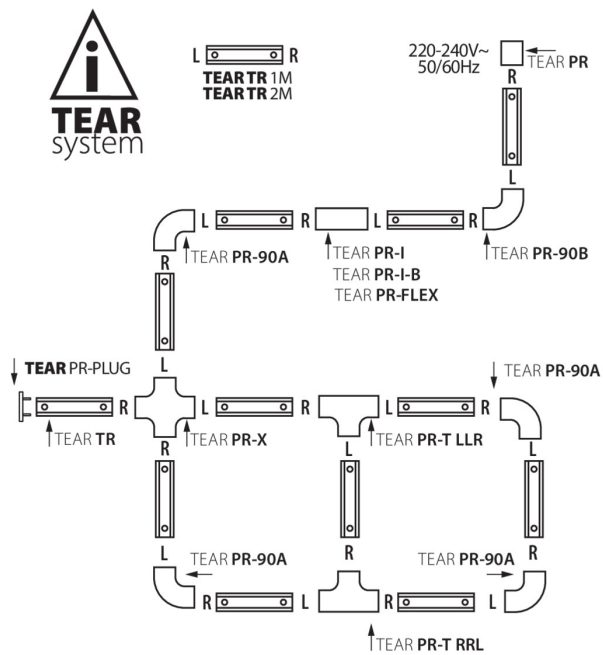 i
TEAR
system
L R
TEAR TR 1M
TEAR TR 2M
220-240V~
50/60Hz
TEAR PR
R
L
L R L R
TEAR PR-90A
TEAR PR-I
TEAR PR-I-B
TEAR PR-FLEX
TEAR PR-90B
R
L
TEAR PR-PLUG
TEAR PR-90A
R L R L R
TEAR TR
TEAR PR-X
TEAR PR-T LLR
R L L
L R R
TEAR PR-90A
TEAR PR-90A
R L R L
TEAR PR-T RRL